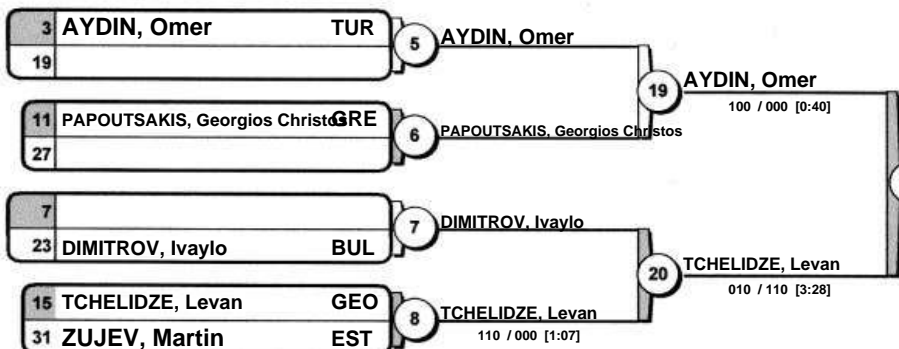 3 AYDIN, Omer TUR
19
5 AYDIN, Omer
11 PAPOUTSAKIS, Georgios Christos GRE
27
6 PAPOUTSAKIS, Georgios Christos
19 AYDIN, Omer
100 / 000 [0:40]
7
23 DIMITROV, Ivaylo BUL
7 DIMITROV, Ivaylo
15 TCHELIDZE, Levan GEO
31 ZUJEV, Martin EST
8 TCHELIDZE, Levan
110 / 000 [1:07]
20 TCHELIDZE, Levan
010 / 110 [3:28]